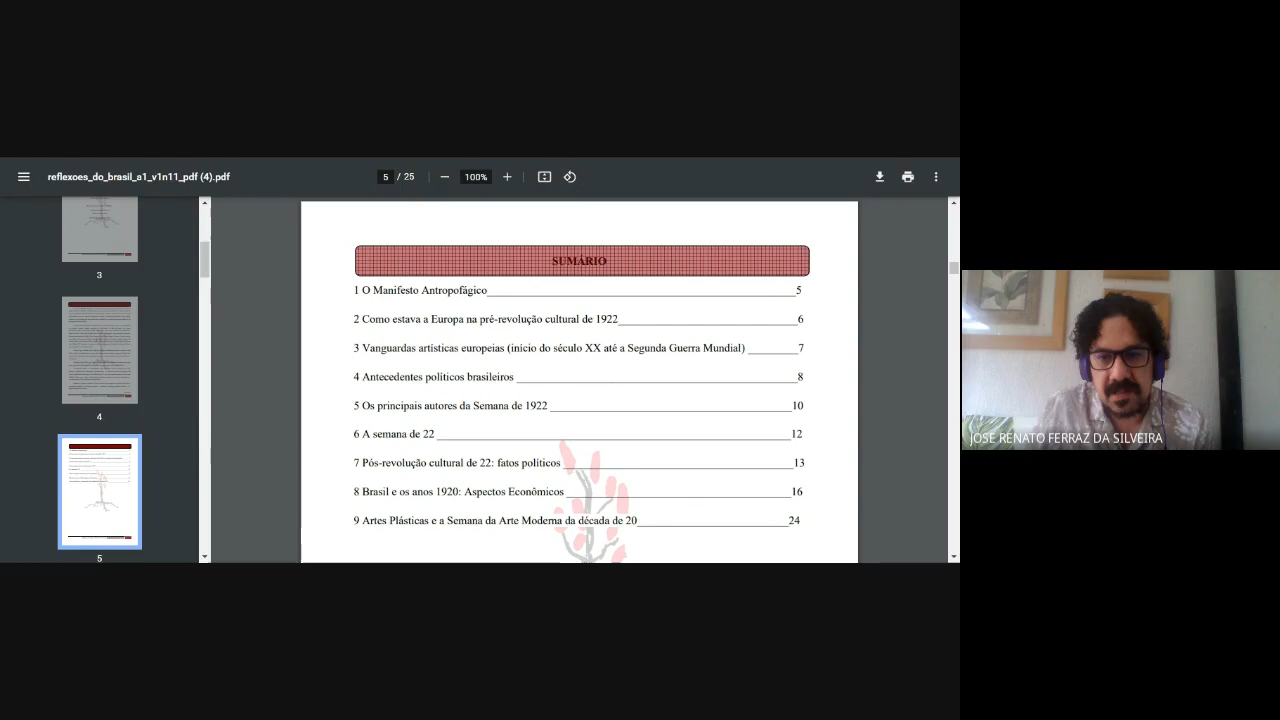 reflexoes_do_brasil_a1_v1n11_pdf (4).pdf
5 / 25
100%
3
4
5
SUMÁRIO
1 O Manifesto Antropofágico 5
2 Como estava a Europa na pré-revolução cultural de 1922 6
3 Vanguardas artísticas europeias (início do século XX até a Segunda Guerra Mundial) 7
4 Antecedentes políticos brasileiros 8
5 Os principais autores da Semana de 1922 10
6 A semana de 22 12
7 Pós-revolução cultural de 22: fatos políticos 13
8 Brasil e os anos 1920: Aspectos Econômicos 16
9 Artes Plásticas e a Semana da Arte Moderna da década de 20 24
JOSE RENATO FERRAZ DA SILVEIRA